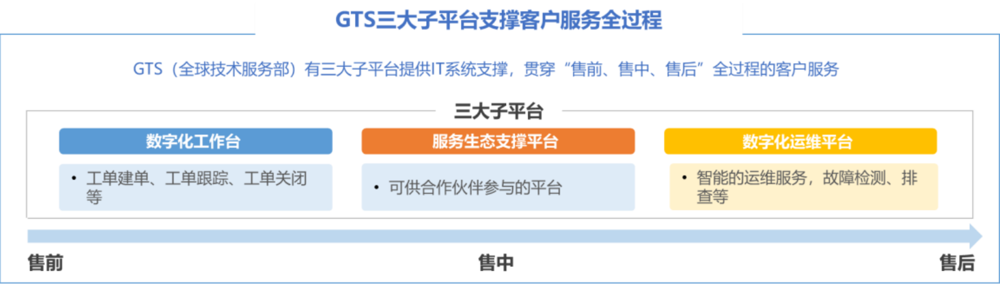 GTS三大子平台支撑客户服务全过程
GTS（全球技术服务部）有三大子平台提供IT系统支撑，贯穿“售前、售中、售后”全过程的客户服务
三大子平台
数字化工作台
• 工单建单、工单跟踪、工单关闭
等
服务生态支撑平台
• 可供合作伙伴参与的平台
数字化运维平台
• 智能的运维服务，故障检测、排
查等
售前
售中
售后